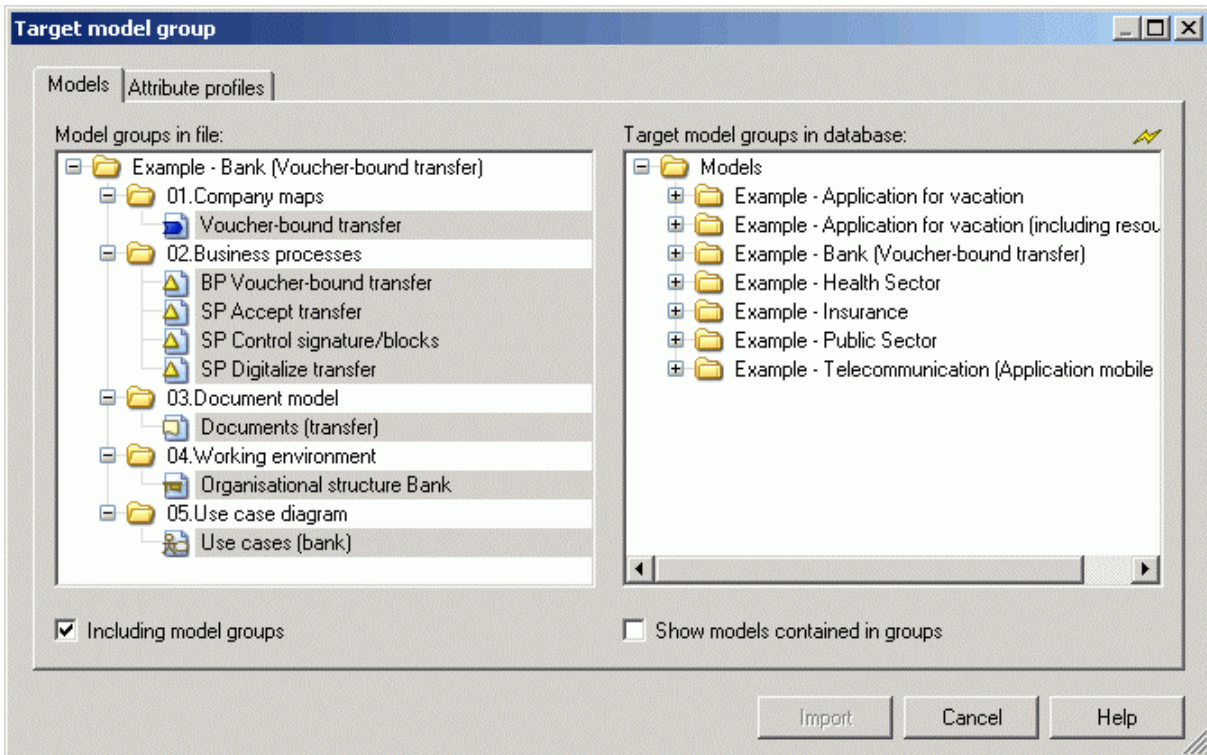 Target model group
Models
Attribute profiles
Model groups in file:
Example - Bank (Voucher-bound transfer)
01.Company maps
Voucher-bound transfer
02.Business processes
BP Voucher-bound transfer
SP Accept transfer
SP Control signature/blocks
SP Digitalize transfer
03.Document model
Documents (transfer)
04.Working environment
Organisational structure Bank
05.Use case diagram
Use cases (bank)
Including model groups
Target model groups in database:
Models
Example - Application for vacation
Example - Application for vacation (including resou
Example - Bank (Voucher-bound transfer)
Example - Health Sector
Example - Insurance
Example - Public Sector
Example - Telecommunication (Application mobile
Show models contained in groups
Import
Cancel
Help